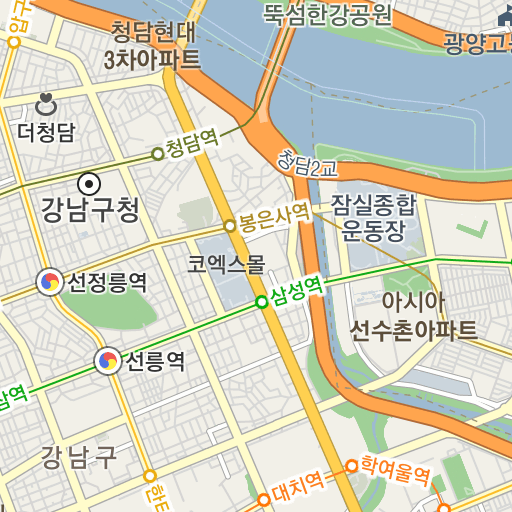 뚝섬한강공원
청담현대
3차아파트
압구
광양고
더청담
청담역
청담2교
강남구청
잠실종합
운동장
봉은사역
코엑스몰
선정릉역
삼성역
아시아
선수촌아파트
선릉역
삼역
강남구
한티
학여울역
대치역